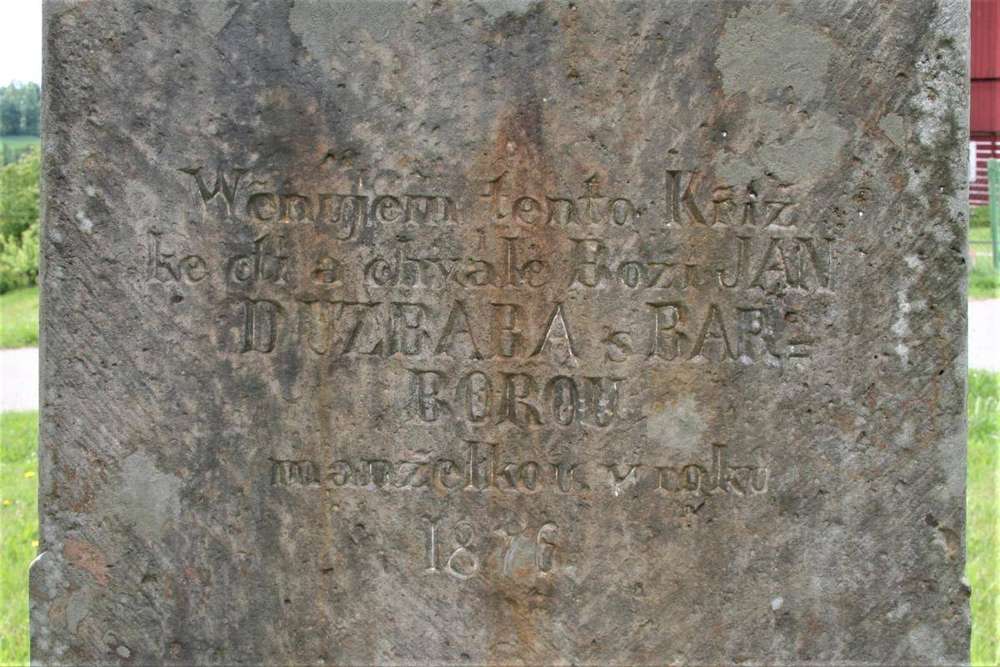 Wěnujem tento Kříž
ke cti a chvále Boží JAN
DUZBABA s BAR=
BOROU
manželkou v roku
1876.